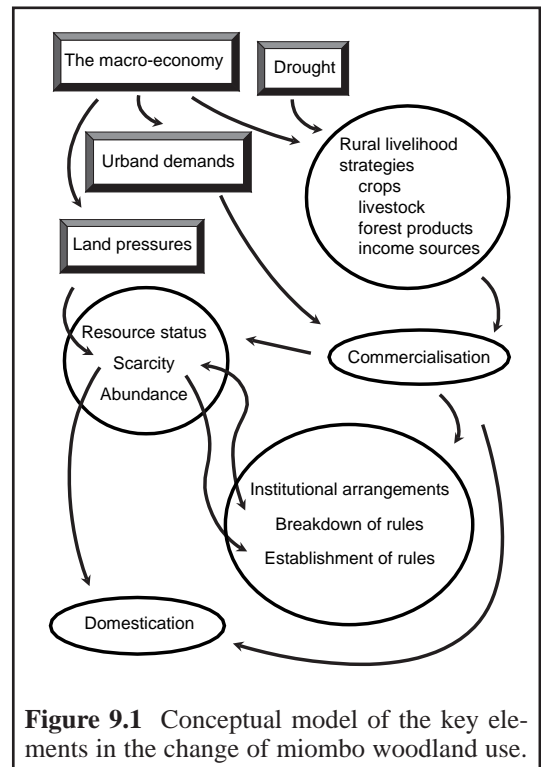 The macro-economy
Drought
Urband demands
Rural livelihood
strategies
crops
livestock
forest products
income sources
Land pressures
Resource status
Scarcity
Abundance
Commercialisation
Institutional arrangements
Breakdown of rules
Establishment of rules
Domestication
Figure 9.1 Conceptual model of the key ele-
ments in the change of miombo woodland use.